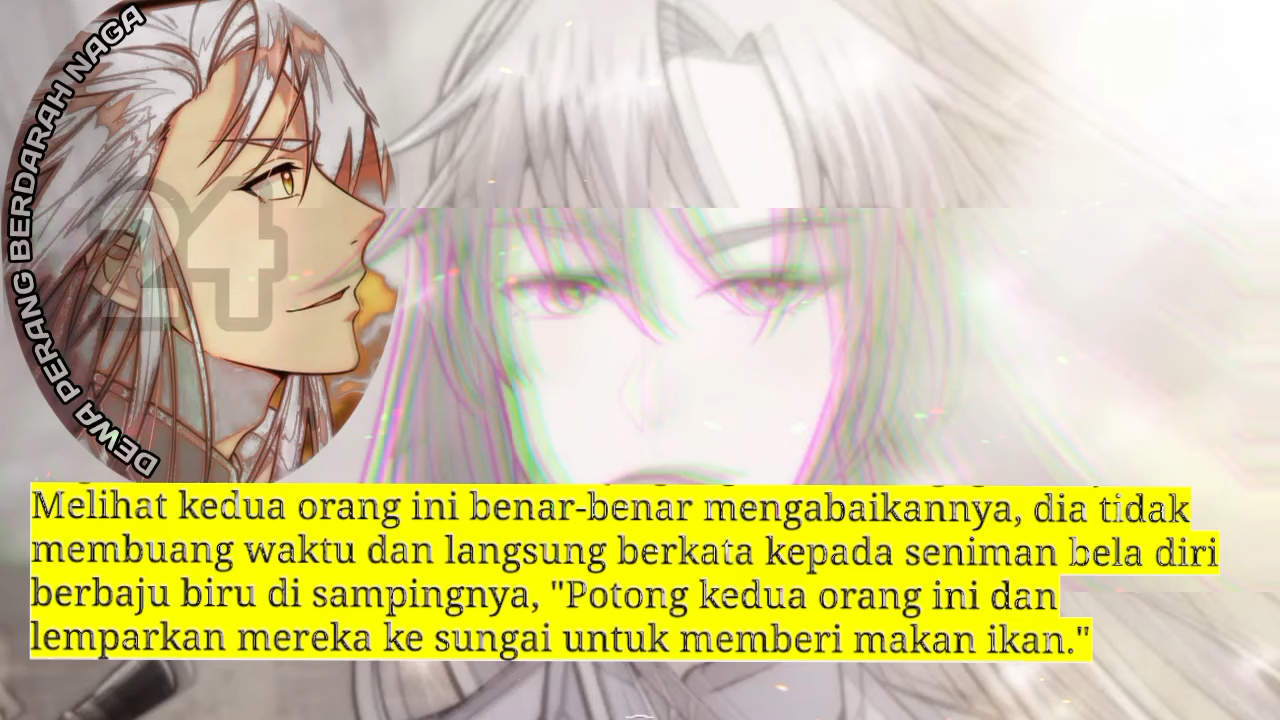 DEWA PERANG BERDARAH NAGA
24
Melihat kedua orang ini benar-benar mengabaikannya, dia tidak
membuang waktu dan langsung berkata kepada seniman bela diri
berbaju biru di sampingnya, "Potong kedua orang ini dan
lemparkan mereka ke sungai untuk memberi makan ikan."